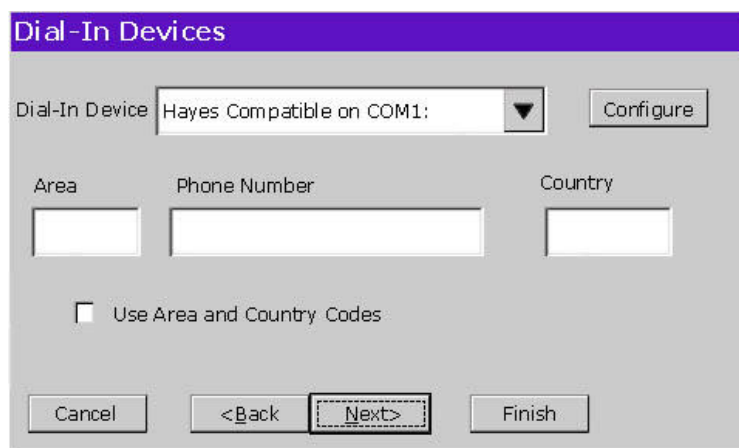 Dial-In Devices
Dial-In Device Hayes Compatible on COM1: Configure
Area Phone Number Country
Use Area and Country Codes
Cancel <Back Next> Finish